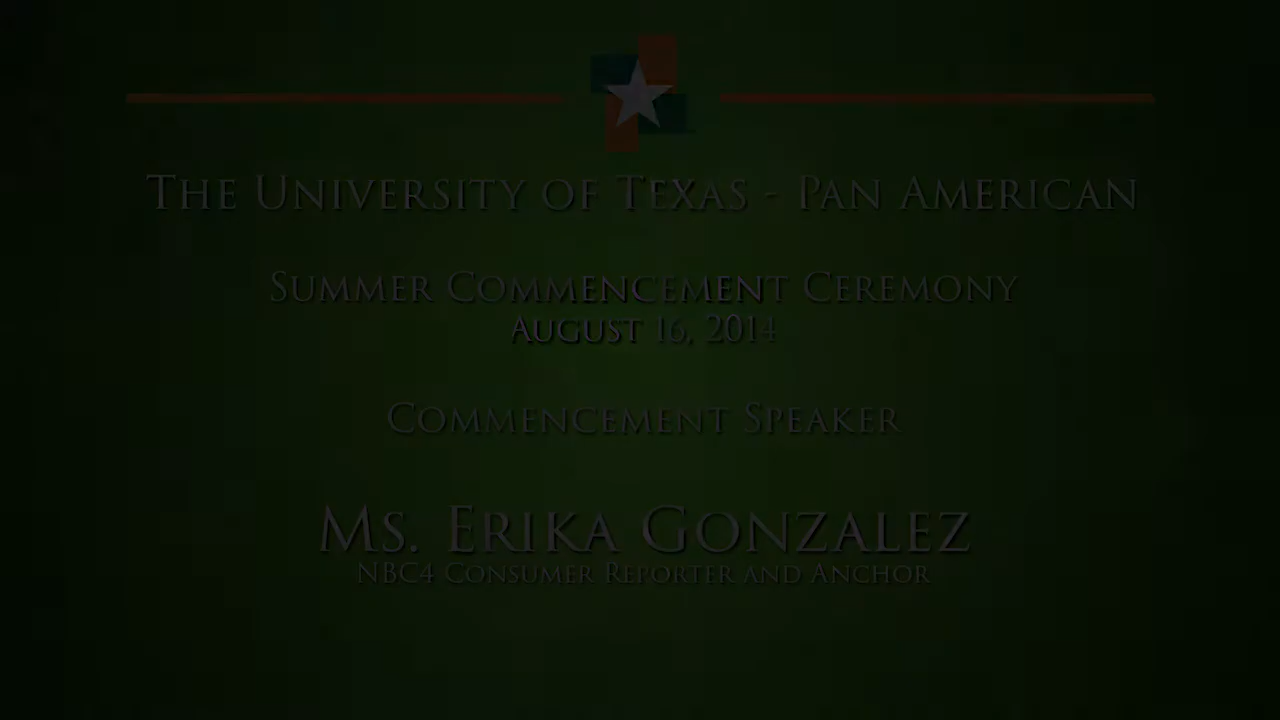 The University of Texas - Pan American
Summer Commencement Ceremony
August 16, 2014
Commencement Speaker
Ms. Erika Gonzalez
NBC4 Consumer Reporter and Anchor